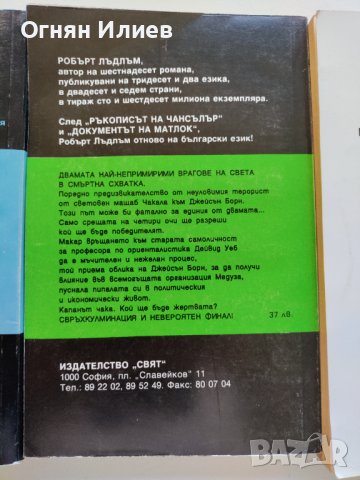 Огнян Илиев
РОБЪРТ ЛЪДЛЪМ,
автор на шестнадесет романа,
публикувани на тридесет и два езика,
в двадесет и седем страни,
в тираж сто и шестдесет милиона екземпляра.
След „РЪКОПИСЪТ НА ЧАНСЪЛЪР"
и „ДОКУМЕНТЪТ НА МАТЛОК",
Робърт Лъдлъм отново на български език!
ДВАМАТА НАЙ-НЕПРИМИРИМИ ВРАГОВЕ НА СВЕТА
В СМЪРТНА СХВАТКА.
Поредно предизвикателство от неуловимия терорист
от световен мащаб Чакала към Джейсън Борн.
Този път може би фатално за единия от двамата...
Само срещата на четири очи ще разреши
кой ще бъде победителят.
Макар връщането към старата самоличност
за професора по ориенталистика Дейвид Уеб
да е мъчителен и нежелан процес,
той приема облика на Джейсън Борн, за да получи
влияние във всемогъщата организация Медуза,
пуснала пипалата си в политическия
и икономически живот.
Капанът чака. Кой ще бъде жертвата?
СВРЪХКУЛМИНАЦИЯ И НЕВЕРОЯТЕН ФИНАЛ!
37 лв.
ИЗДАТЕЛСТВО „СВЯТ"
1000 София, пл. „Славейков" 11
Тел.: 89 22 02, 89 52 49. Факс: 80 07 04
bazar